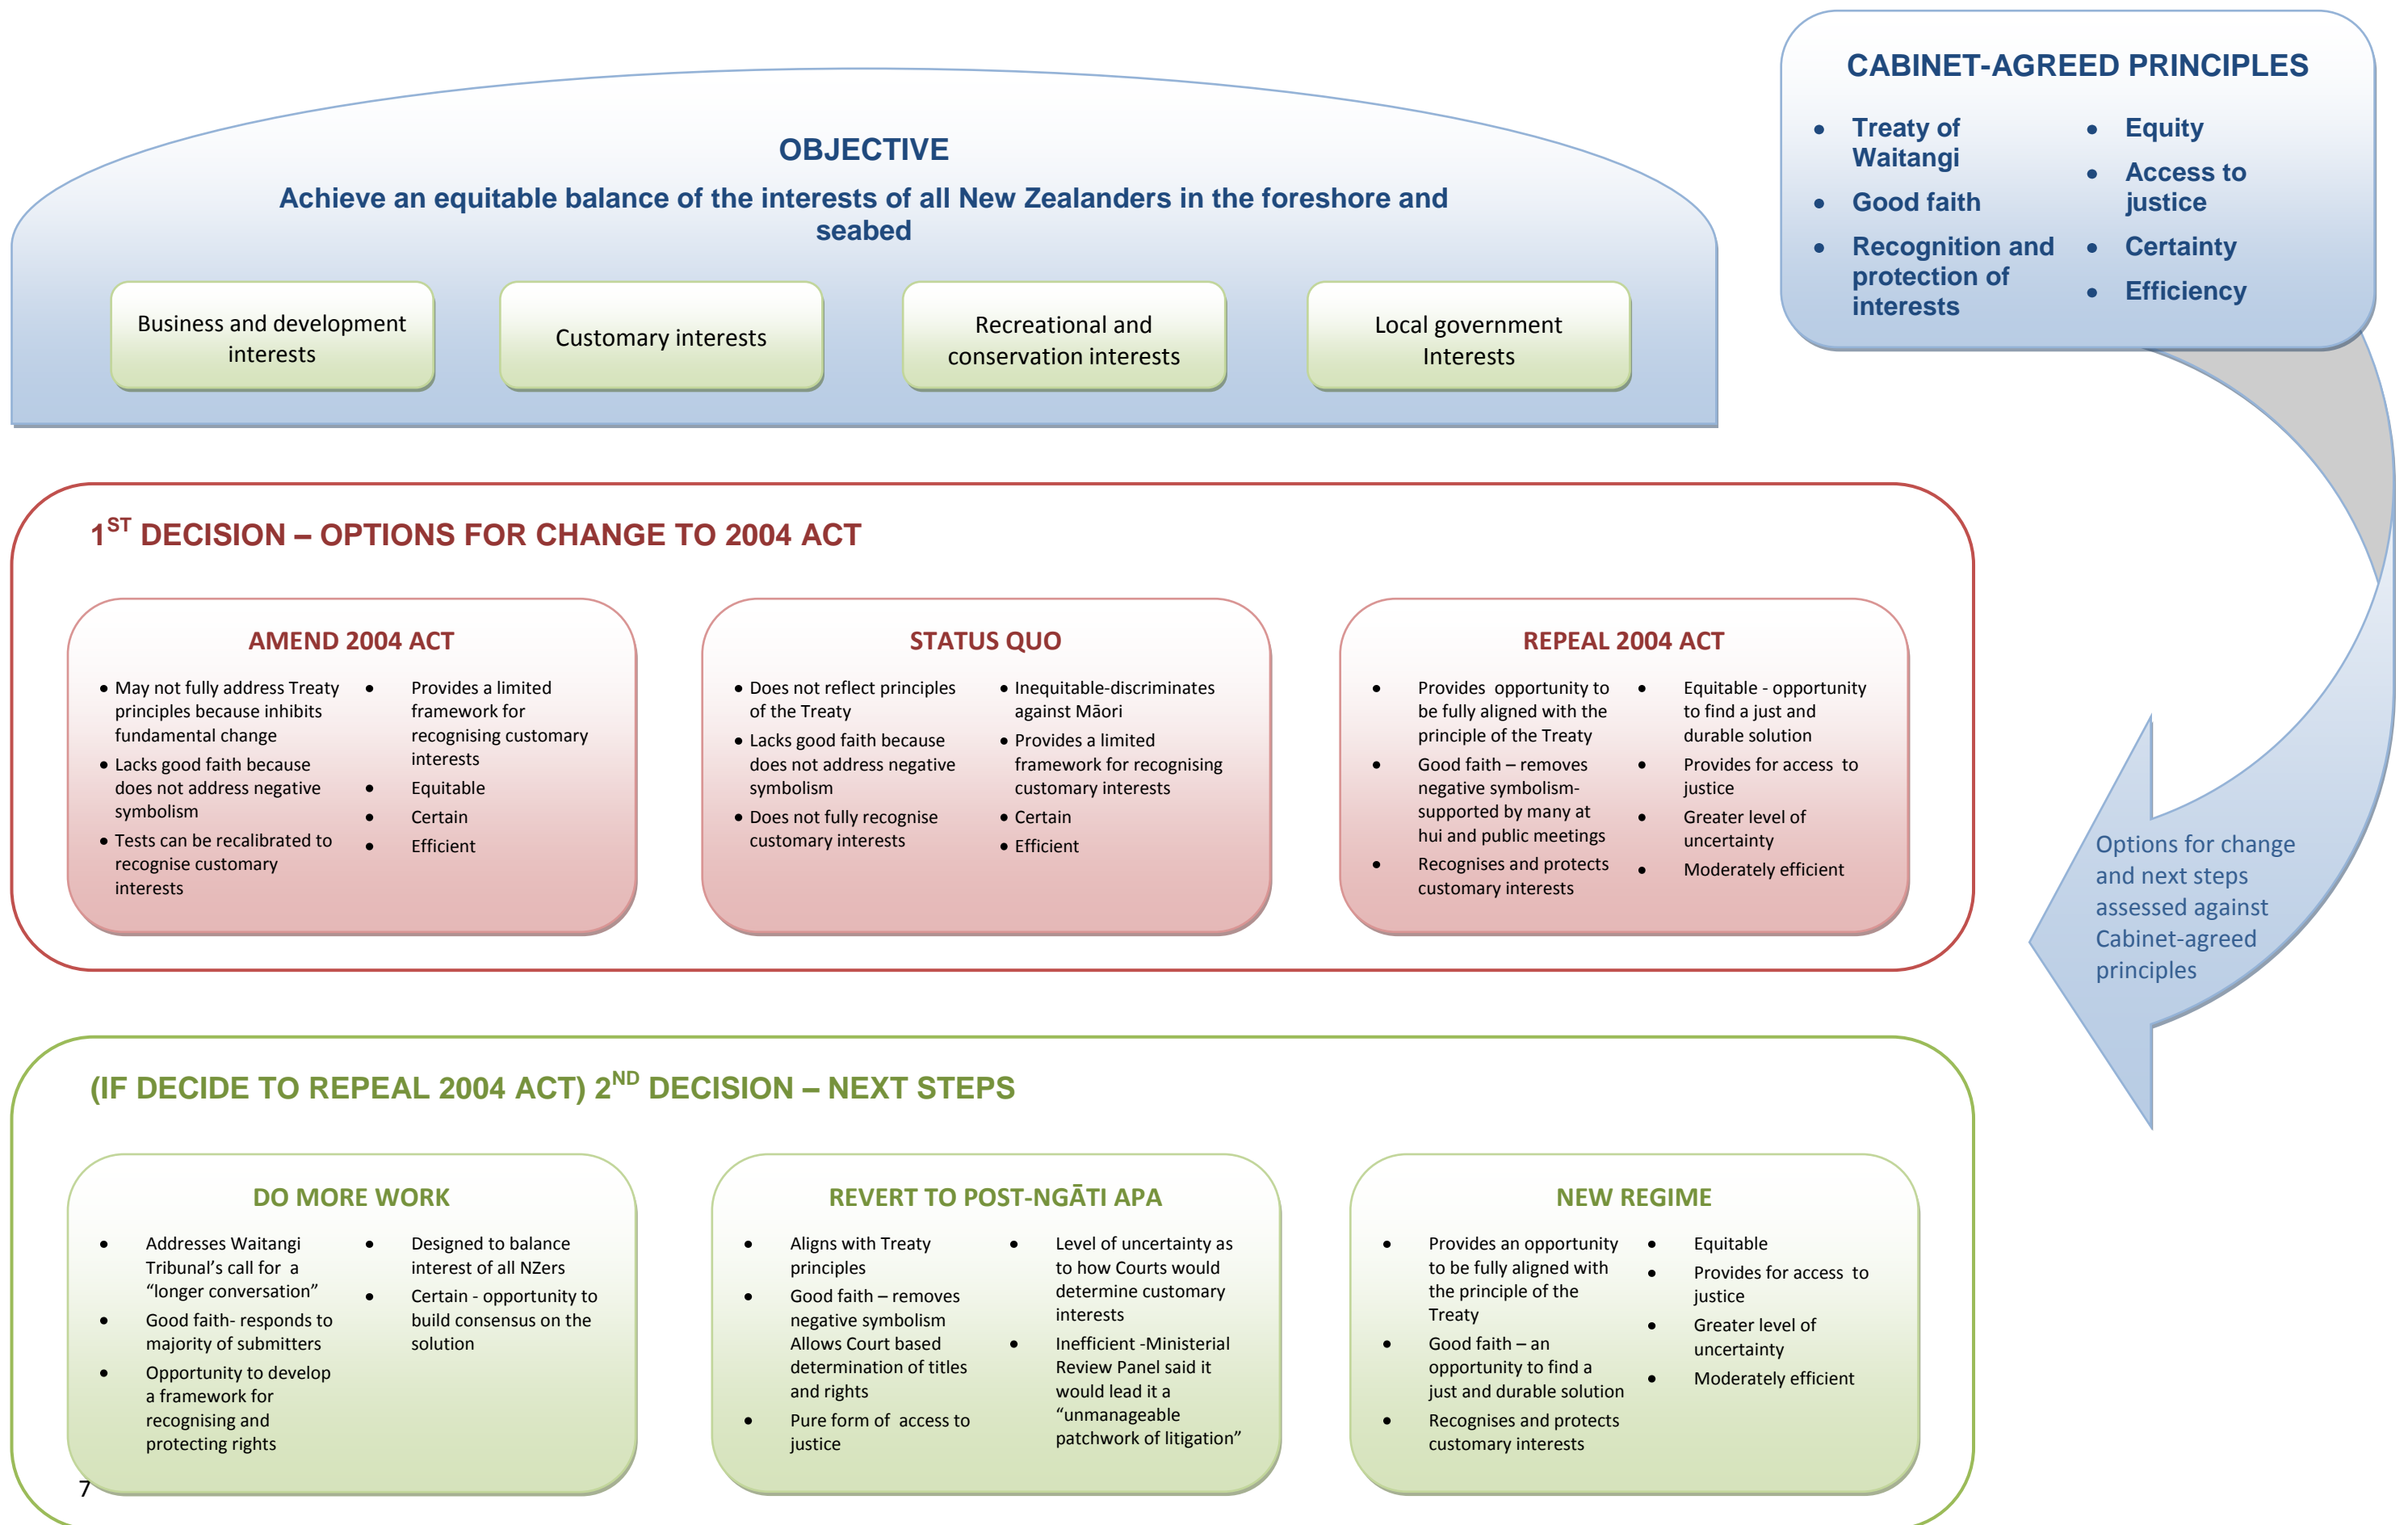 OBJECTIVE
Achieve an equitable balance of the interests of all New Zealanders in the foreshore and
seabed
Business and development
interests
Customary interests
Recreational and
conservation interests
Local government
Interests
CABINET-AGREED PRINCIPLES
• Treaty of
Waitangi
• Good faith
• Recognition and
protection of
interests
• Equity
• Access to
justice
• Certainty
• Efficiency
1ST DECISION – OPTIONS FOR CHANGE TO 2004 ACT
AMEND 2004 ACT
• May not fully address Treaty
principles because inhibits
fundamental change
• Lacks good faith because
does not address negative
symbolism
• Tests can be recalibrated to
recognise customary
interests
• Provides a limited
framework for
recognising customary
interests
• Equitable
• Certain
• Efficient
STATUS QUO
• Does not reflect principles
of the Treaty
• Lacks good faith because
does not address negative
symbolism
• Does not fully recognise
customary interests
• Inequitable-discriminates
against Māori
• Provides a limited
framework for recognising
customary interests
• Certain
• Efficient
REPEAL 2004 ACT
• Provides opportunity to
be fully aligned with the
principle of the Treaty
• Good faith – removes
negative symbolism-
supported by many at
hui and public meetings
• Recognises and protects
customary interests
• Equitable - opportunity
to find a just and
durable solution
• Provides for access to
justice
• Greater level of
uncertainty
• Moderately efficient
Options for change
and next steps
assessed against
Cabinet-agreed
principles
(IF DECIDE TO REPEAL 2004 ACT) 2ND DECISION – NEXT STEPS
DO MORE WORK
• Addresses Waitangi
Tribunal's call for a
“longer conversation”
• Good faith- responds to
majority of submitters
• Opportunity to develop
a framework for
recognising and
protecting rights
• Designed to balance
interest of all NZers
• Certain - opportunity to
build consensus on the
solution
REVERT TO POST-NGĀTI APA
• Aligns with Treaty
principles
• Good faith – removes
negative symbolism
Allows Court based
determination of titles
and rights
• Pure form of access to
justice
• Level of uncertainty as
to how Courts would
determine customary
interests
• Inefficient -Ministerial
Review Panel said it
would lead it a
“unmanageable
patchwork of litigation”
NEW REGIME
• Provides an opportunity
to be fully aligned with
the principle of the
Treaty
• Good faith – an
opportunity to find a
just and durable solution
• Recognises and protects
customary interests
• Equitable
• Provides for access to
justice
• Greater level of
uncertainty
• Moderately efficient
7